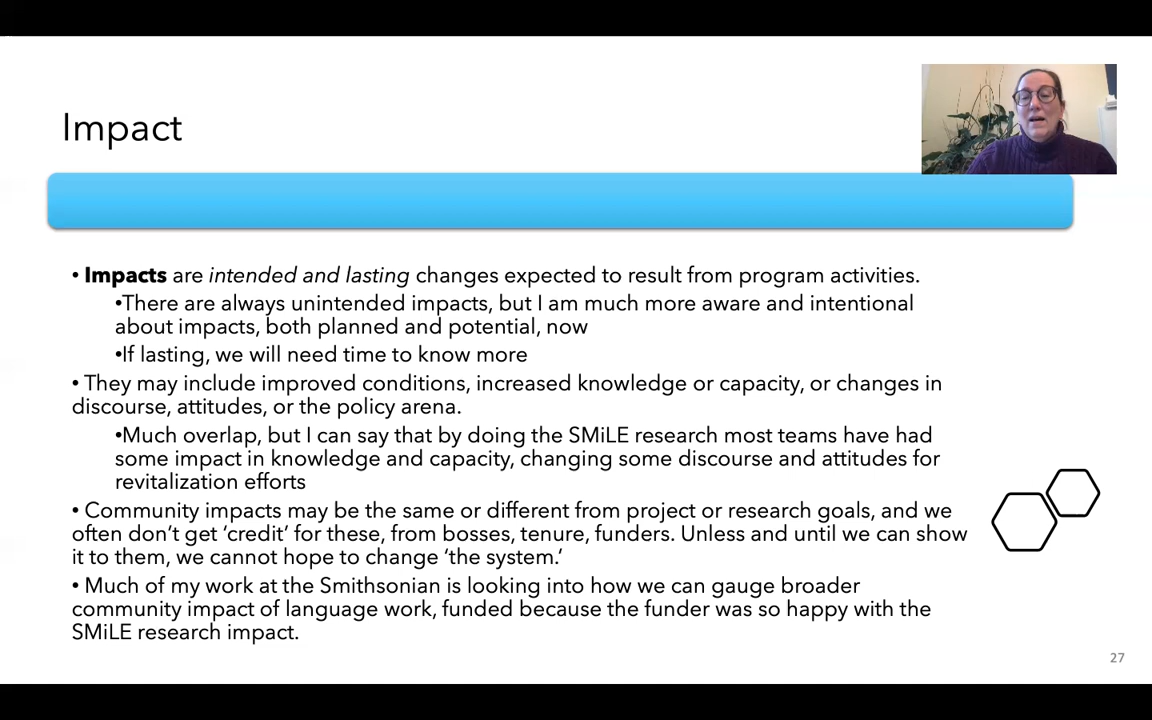 Impact
• Impacts are intended and lasting changes expected to result from program activities.
•There are always unintended impacts, but I am much more aware and intentional
about impacts, both planned and potential, now
•If lasting, we will need time to know more
• They may include improved conditions, increased knowledge or capacity, or changes in
discourse, attitudes, or the policy arena.
•Much overlap, but I can say that by doing the SMiLE research most teams have had
some impact in knowledge and capacity, changing some discourse and attitudes for
revitalization efforts
• Community impacts may be the same or different from project or research goals, and we
often don’t get ‘credit’ for these, from bosses, tenure, funders. Unless and until we can show
it to them, we cannot hope to change ‘the system.’
• Much of my work at the Smithsonian is looking into how we can gauge broader
community impact of language work, funded because the funder was so happy with the
SMiLE research impact.
27